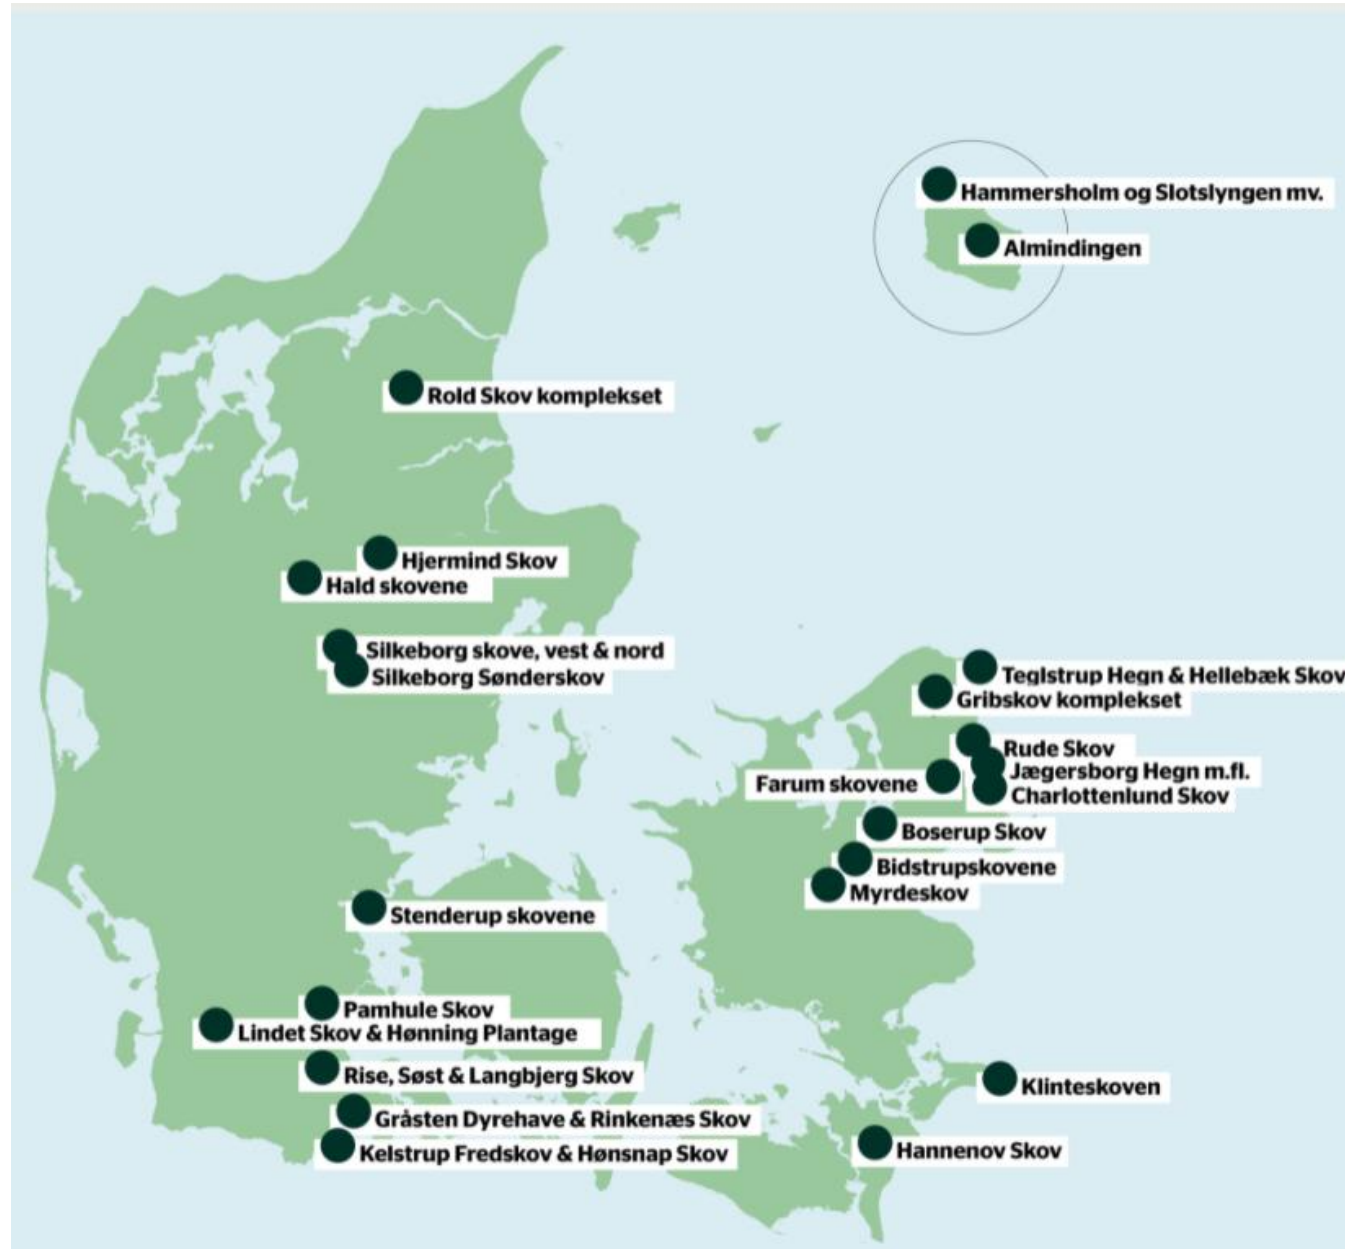 Hammersholm og Slotslyngen mv.
Almindingen
Rold Skov komplekset
Hjermind Skov
Hald skovene
Silkeborg skove, vest & nord
Silkeborg Sønderskov
Teglstrup Hegn & Hellebæk Skov
Gribskov komplekset
Rude Skov
Jægersborg Hegn m.fl.
Farum skovene
Charlottenlund Skov
Boserup Skov
Bidstrupskovene
Myrdeskov
Stenderup skovene
Pamhule Skov
Lindet Skov & Hønning Plantage
Rise, Søst & Langbjerg Skov
Klinteskoven
Gråsten Dyrehave & Rinkenæs Skov
Kelstrup Fredskov & Hønsnap Skov
Hannenov Skov